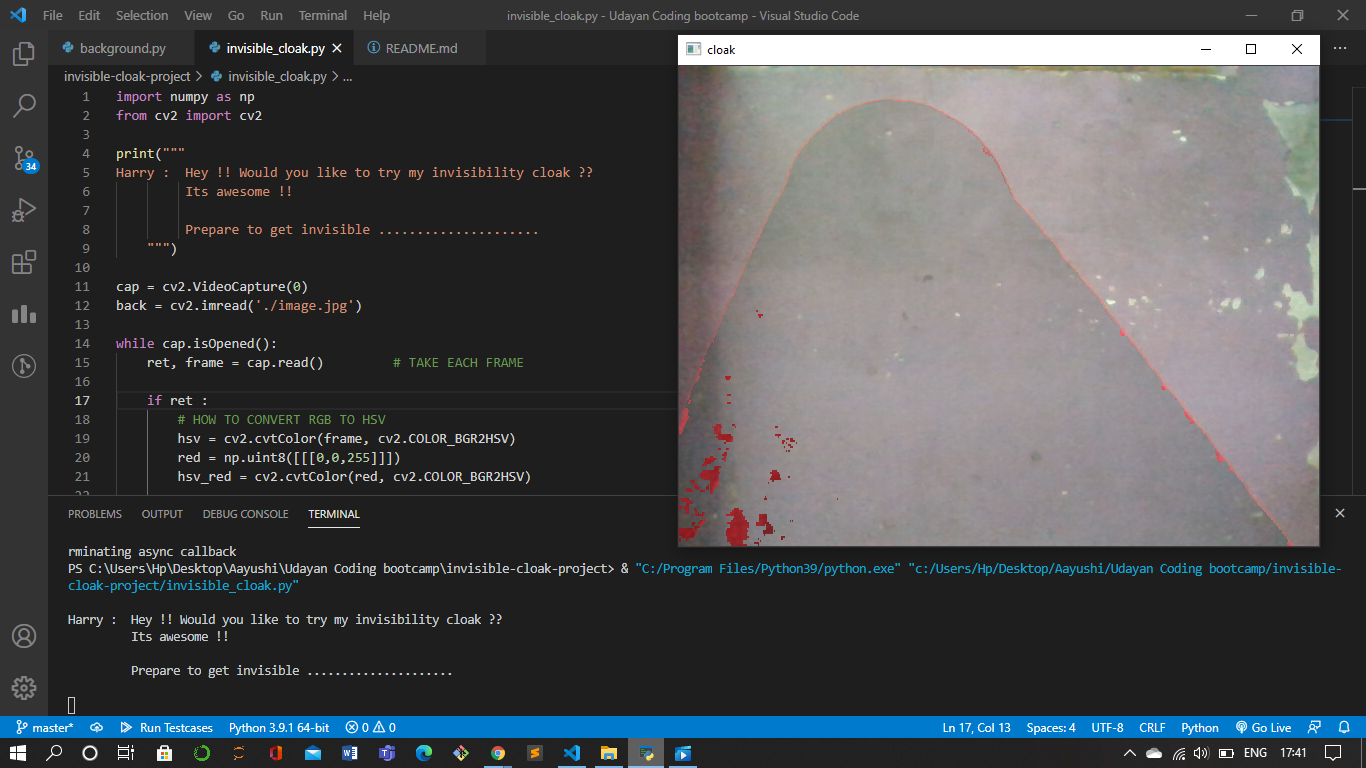 File Edit Selection View Go Run Terminal Help
invisible_cloak.py - Udayan Coding bootcamp - Visual Studio Code
background.py
invisible_cloak.py
README.md
invisible-cloak-project > invisible_cloak.py > ...
1 import numpy as np
2 from cv2 import cv2
3
4 print("""
5 Harry :  Hey !! Would you like to try my invisibility cloak ??
6          Its awesome !!
7
8          Prepare to get invisible .....................
9     """)
10
11 cap = cv2.VideoCapture(0)
12 back = cv2.imread('./image.jpg')
13
14 while cap.isOpened():
15     ret, frame = cap.read()         # TAKE EACH FRAME
16
17     if ret :
18         # HOW TO CONVERT RGB TO HSV
19         hsv = cv2.cvtColor(frame, cv2.COLOR_BGR2HSV)
20         red = np.uint8([[[0,0,255]]])
21         hsv_red = cv2.cvtColor(red, cv2.COLOR_BGR2HSV)
cloak
34
PROBLEMS OUTPUT DEBUG CONSOLE TERMINAL
rminating async callback
PS C:\Users\Hp\Desktop\Aayushi\Udayan Coding bootcamp\invisible-cloak-project> & "C:/Program Files/Python39/python.exe" "c:/Users/Hp/Desktop/Aayushi/Udayan Coding bootcamp/invisible-
cloak-project/invisible_cloak.py"
Harry :  Hey !! Would you like to try my invisibility cloak ??
         Its awesome !!
         Prepare to get invisible .....................
master* Run Testcases Python 3.9.1 64-bit 0 0 Ln 17, Col 13 Spaces: 4 UTF-8 CRLF Python Go Live
ENG 17:41